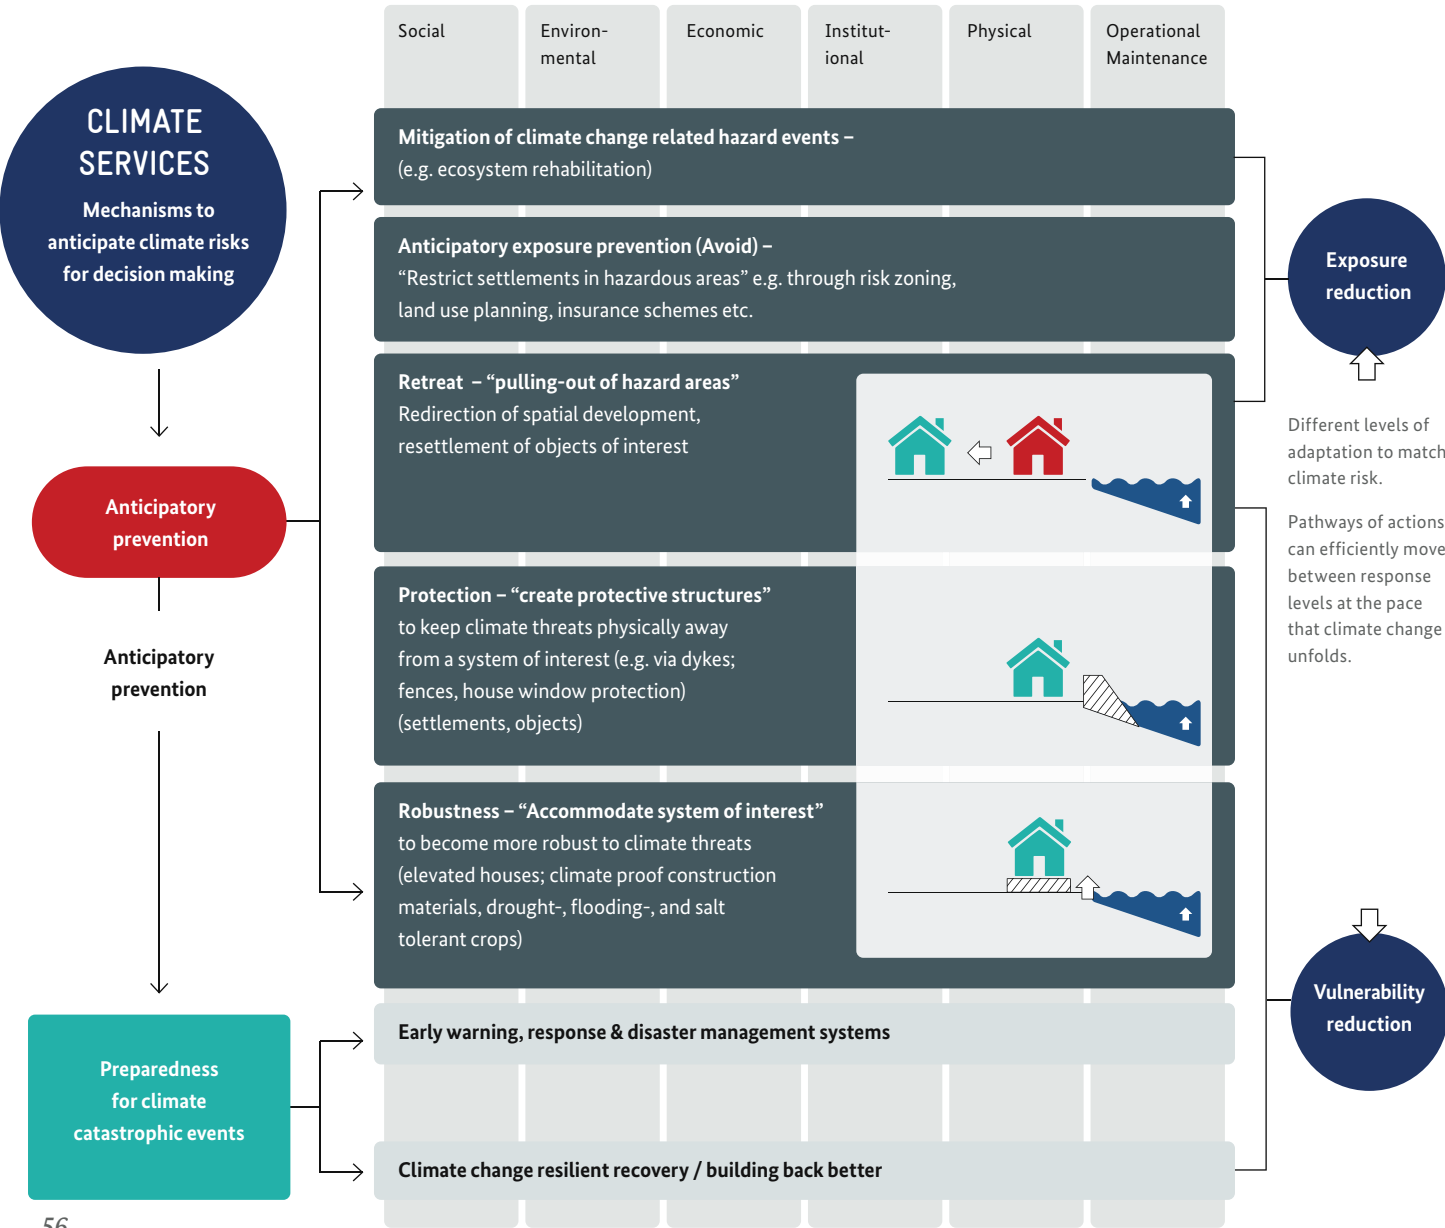 Social
Environ-
mental
Economic
Institut-
ional
Physical
Operational
Maintenance
CLIMATE
SERVICES
Mechanisms to
anticipate climate risks
for decision making
Anticipatory
prevention
Anticipatory
prevention
Preparedness
for climate
catastrophic events
Mitigation of climate change related hazard events –
(e.g. ecosystem rehabilitation)
Anticipatory exposure prevention (Avoid) –
“Restrict settlements in hazardous areas” e.g. through risk zoning,
land use planning, insurance schemes etc.
Retreat – “pulling-out of hazard areas”
Redirection of spatial development,
resettlement of objects of interest
Protection – “create protective structures”
to keep climate threats physically away
from a system of interest (e.g. via dykes;
fences, house window protection)
(settlements, objects)
Robustness – “Accommodate system of interest”
to become more robust to climate threats
(elevated houses; climate proof construction
materials, drought-, flooding-, and salt
tolerant crops)
Early warning, response & disaster management systems
Climate change resilient recovery / building back better
Exposure
reduction
Different levels of
adaptation to match
climate risk.
Pathways of actions
can efficiently move
between response
levels at the pace
that climate change
unfolds.
Vulnerability
reduction
56